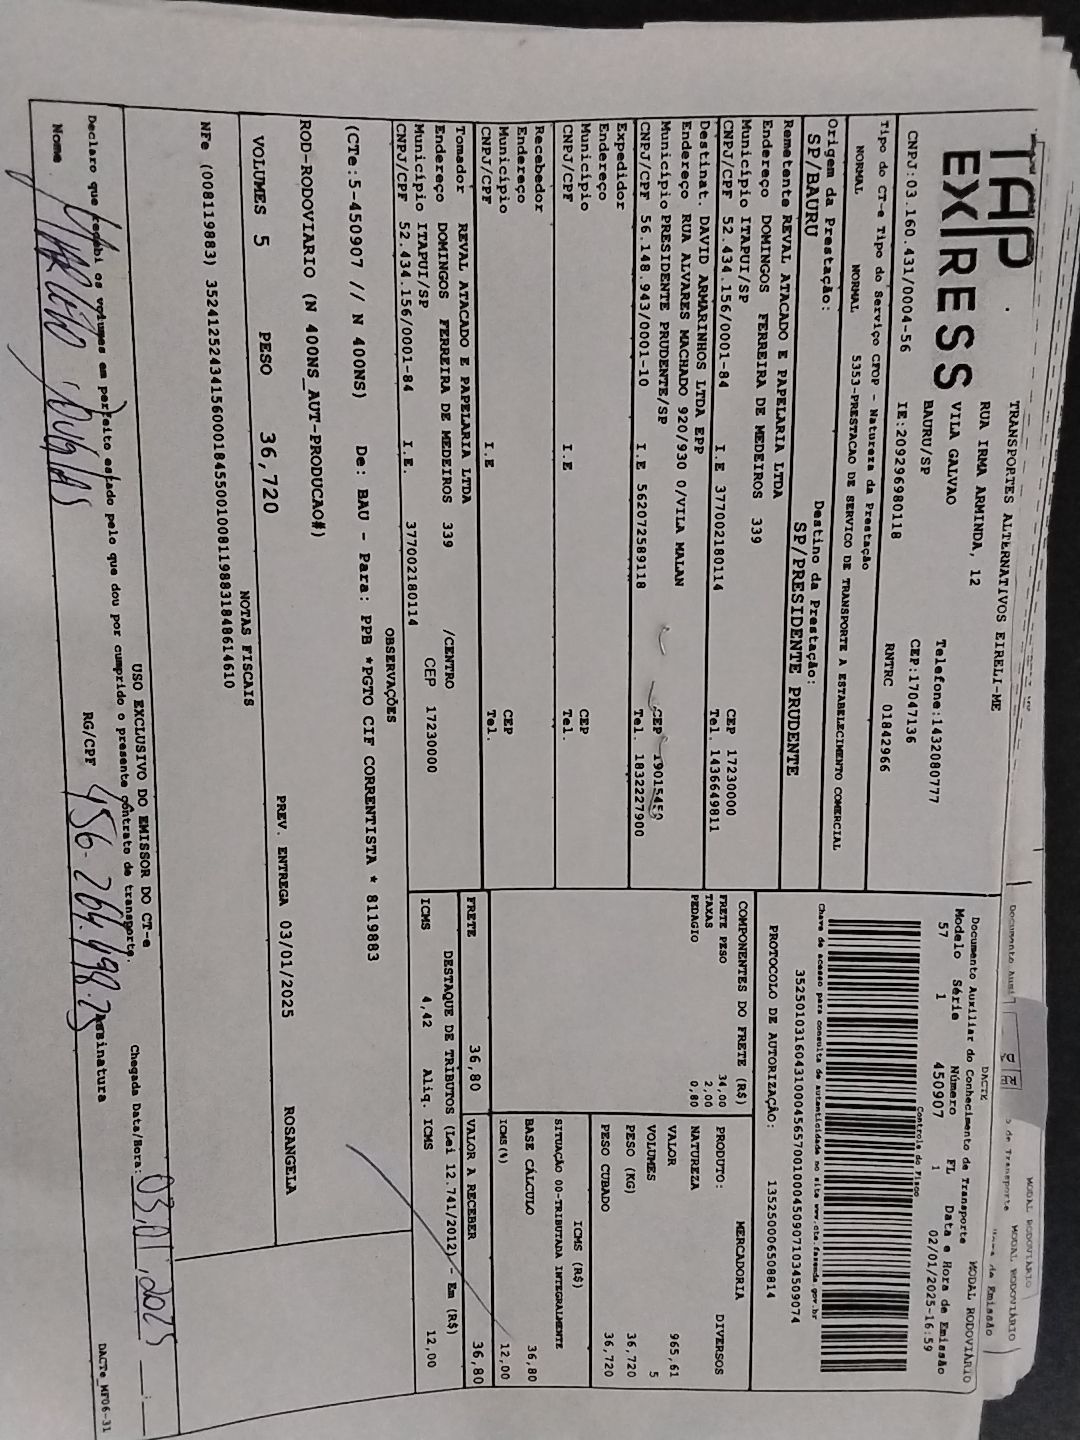 TAP EXPRESS
TRANSPORTES ALTERNATIVOS EIRELI-ME
RUA IRMA ARMINDA, 12
VILA GALVAO
BAURU/SP
Telefone:1432080777
CEP:17047136
CNPJ:03.160.431/0004-56 IE:209296980118 RNTRC 01842966
Tipo do CT-e Tipo do Serviço CFOP - Natureza da Prestação
NORMAL NORMAL 5353-PRESTACAO DE SERVICO DE TRANSPORTE A ESTABELECIMENTO COMERCIAL
Origem da Prestação: Destino da Prestação:
SP/BAURU SP/PRESIDENTE PRUDENTE
Remetente REVAL ATACADO E PAPELARIA LTDA
Endereço DOMINGOS FERREIRA DE MEDEIROS 339
Município ITAPUI/SP CEP 17230000
CNPJ/CPF 52.434.156/0001-84 I.E 377002180114 Tel. 1436649811
Destinat. DAVID ARMARINHOS LTDA EPP
Endereço RUA ALVARES MACHADO 920/930 0/VILA MALAN
Município PRESIDENTE PRUDENTE/SP CEP 19015450
CNPJ/CPF 56.148.943/0001-10 I.E 562072589118 Tel. 18322227900
Expedidor
Endereço
Município CEP
CNPJ/CPF I.E Tel.
Recebedor
Endereço
Município CEP
CNPJ/CPF I.E Tel.
Tomador REVAL ATACADO E PAPELARIA LTDA
Endereço DOMINGOS FERREIRA DE MEDEIROS 339 /CENTRO
Município ITAPUI/SP CEP 17230000
CNPJ/CPF 52.434.156/0001-84 I.E. 377002180114
OBSERVAÇÕES
(CTe:5-450907 // N 400NS) De: BAU - Para: PPB *PGTO CIF CORRENTISTA * 8119883
ROD-RODOVIARIO (N 400NS_AUT-PRODUCAO#)
VOLUMES 5 PESO 36,720 PREV. ENTREGA 03/01/2025 ROSANGELA
NOTAS FISCAIS
NFe (008119883) 35241252434156000184550010081198831848614610
DACTE MODAL RODOVIÁRIO
Documento Auxiliar do Conhecimento de Transporte
Modelo Série Número FL Data e Hora de Emissão
57 1 450907 1 02/01/2025-16:59
Controle do Fisco
Chave de acesso para consulta de autenticidade no site www.cte.fazenda.gov.br
35250103160431000456570010004509071034509074
PROTOCOLO DE AUTORIZAÇÃO: 135250006508814
COMPONENTES DO FRETE (R$)
FRETE PESO 34,00
TAXAS 2,00
PEDAGIO 0,80
MERCADORIA
PRODUTO: DIVERSOS
NATUREZA
VALOR 965,61
VOLUMES 5
PESO (KG) 36,720
PESO CUBADO 36,720
ICMS (R$)
SITUAÇÃO 00-TRIBUTADA INTEGRALMENTE
BASE CÁLCULO 36,80
ICMS(%) 12,00
FRETE 36,80 VALOR A RECEBER 36,80
DESTAQUE DE TRIBUTOS (Lei 12.741/2012) - Em (R$)
ICMS 4,42 Aliq. ICMS 12,00
USO EXCLUSIVO DO EMISSOR DO CT-e
Declaro que recebi os volumes em perfeito estado pelo que dou por cumprido o presente contrato de transporte.
Chegada Data/Hora: 03.01.2025
Nome RG/CPF Assinatura
DACTe_MF06-31